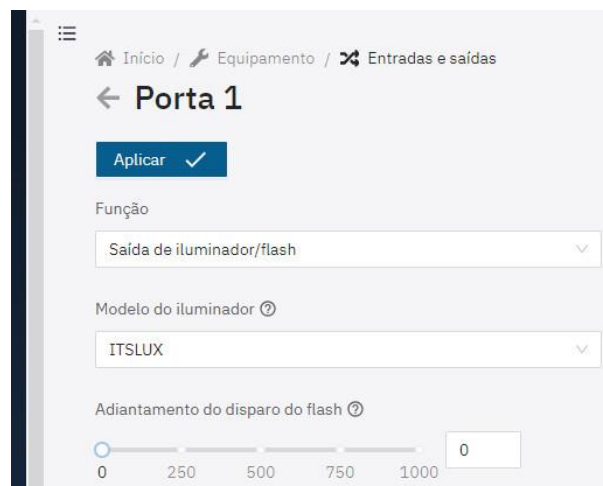 Início / Equipamento / Entradas e saídas
← Porta 1
Aplicar ✓
Função
Saída de iluminador/flash
Modelo do iluminador ?
ITSLUX
Adiantamento do disparo do flash ?
0
0 250 500 750 1000